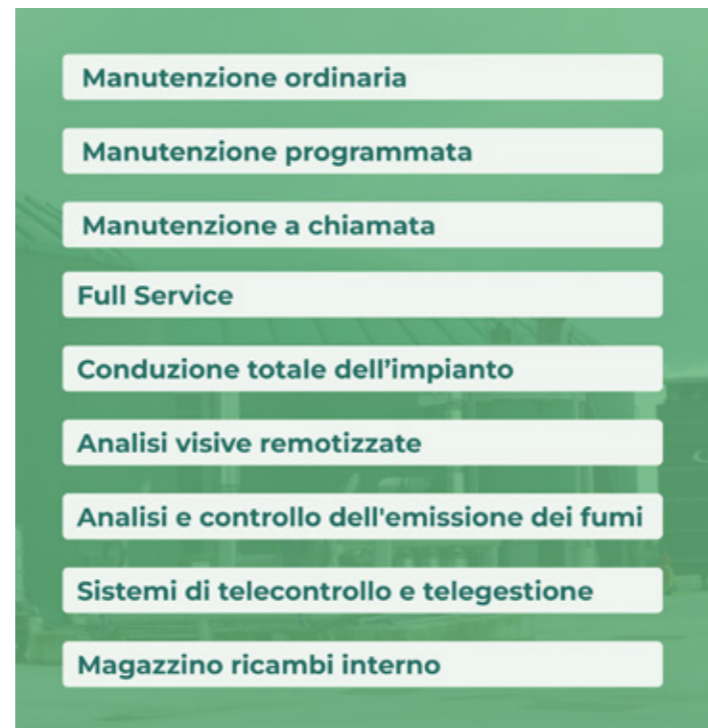 Manutenzione ordinaria
Manutenzione programmata
Manutenzione a chiamata
Full Service
Conduzione totale dell’impianto
Analisi visive remotizzate
Analisi e controllo dell'emissione dei fumi
Sistemi di telecontrollo e telegestione
Magazzino ricambi interno